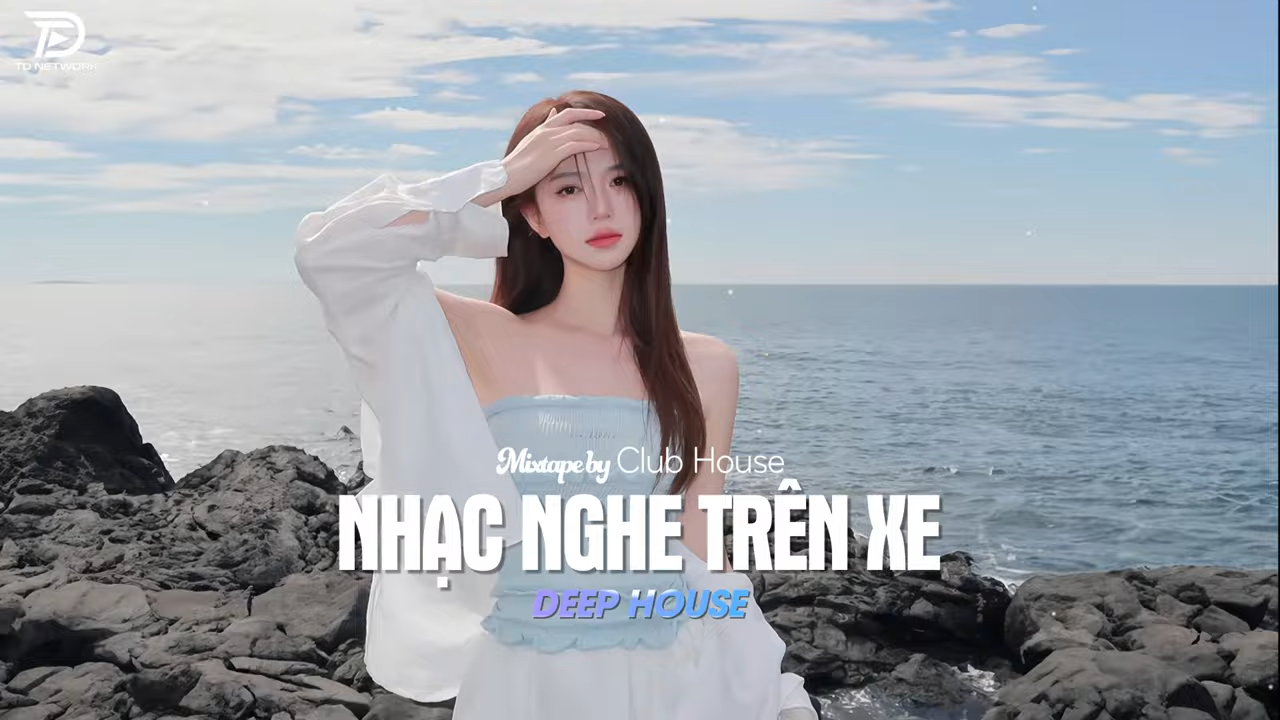 TD NETWORK
Mixtape by Club House
NHẠC NGHE TRÊN XE
DEEP HOUSE